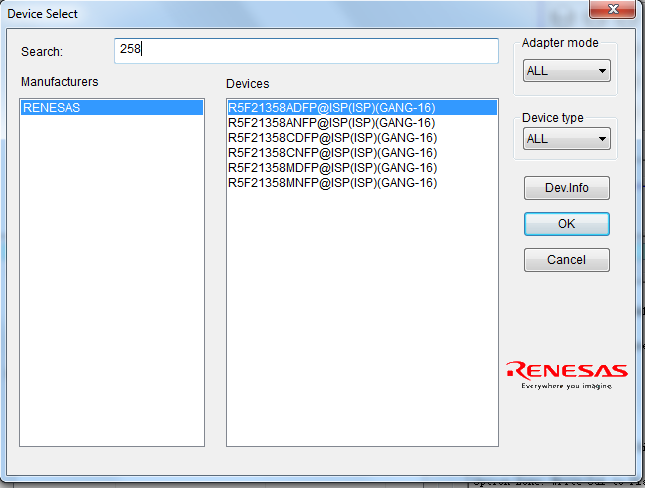 Device Select
Search:
258
Adapter mode
ALL
Manufacturers
Devices
RENESAS
R5F21358ADFP@ISP(ISP)(GANG-16)
R5F21358ANFP@ISP(ISP)(GANG-16)
R5F21358CDFP@ISP(ISP)(GANG-16)
R5F21358CNFP@ISP(ISP)(GANG-16)
R5F21358MDFP@ISP(ISP)(GANG-16)
R5F21358MNFP@ISP(ISP)(GANG-16)
Device type
ALL
Dev.Info
OK
Cancel
RENESAS
Everywhere you imagine.